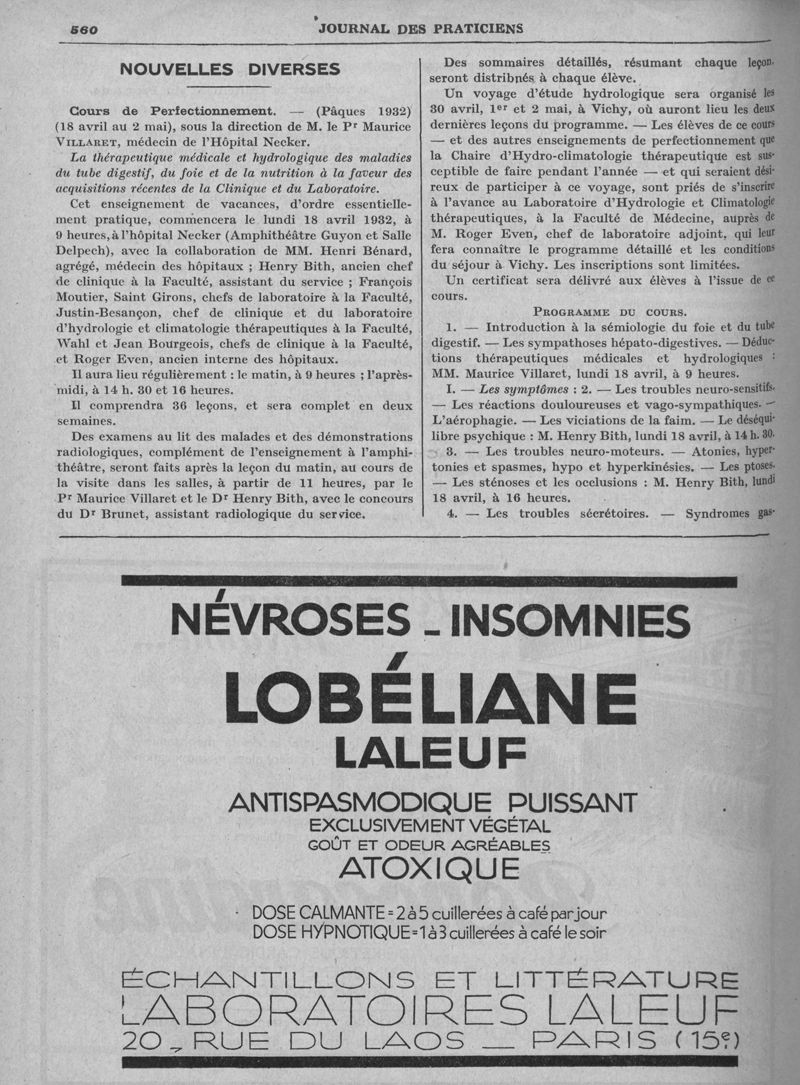 560
JOURNAL DES PRATICIENS
NOUVELLES DIVERSES
Cours de Perfectionnement. — (Pâques 1932)
(18 avril au 2 mai), sous la direction de M. le Pr Maurice
VILLARET, médecin de l'Hôpital Necker.
La thérapeutique médicale et hydrologique des maladies
du tube digestif, du foie et de la nutrition à la faveur des
acquisitions récentes de la Clinique et du Laboratoire.
Cet enseignement de vacances, d'ordre essentielle-
ment pratique, commencera le lundi 18 avril 1932, à
9 heures, à l'hôpital Necker (Amphithéâtre Guyon et Salle
Delpech), avec la collaboration de MM. Henri Bénard,
agrégé, médecin des hôpitaux ; Henry Bith, ancien chef
de clinique à la Faculté, assistant du service ; François
Moutier, Saint Girons, chefs de laboratoire à la Faculté,
Justin-Besançon, chef de clinique et du laboratoire
d'hydrologie et climatologie thérapeutiques à la Faculté,
Wahl et Jean Bourgeois, chefs de clinique à la Faculté,
et Roger Even, ancien interne des hôpitaux.
Il aura lieu régulièrement : le matin, à 9 heures ; l'après-
midi, à 14 h. 30 et 16 heures.
Il comprendra 36 leçons, et sera complet en deux
semaines.
Des examens au lit des malades et des démonstrations
radiologiques, complément de l'enseignement à l'amphi-
théâtre, seront faits après la leçon du matin, au cours de
la visite dans les salles, à partir de 11 heures, par le
Pr Maurice Villaret et le Dr Henry Bith, avec le concours
du Dr Brunet, assistant radiologique du service.
Des sommaires détaillés, résumant chaque leçon,
seront distribnés à chaque élève.
Un voyage d'étude hydrologique sera organisé les
30 avril, 1er et 2 mai, à Vichy, où auront lieu les deux
dernières leçons du programme. — Les élèves de ce cours
— et des autres enseignements de perfectionnement que
la Chaire d'Hydro-climatologie thérapeutique est sus-
ceptible de faire pendant l'année — et qui seraient dési-
reux de participer à ce voyage, sont priés de s'inscrire
à l'avance au Laboratoire d'Hydrologie et Climatologie
thérapeutiques, à la Faculté de Médecine, auprès de
M. Roger Even, chef de laboratoire adjoint, qui leur
fera connaître le programme détaillé et les conditions
du séjour à Vichy. Les inscriptions sont limitées.
Un certificat sera délivré aux élèves à l'issue de ce
cours.
PROGRAMME DU COURS.
1. — Introduction à la sémiologie du foie et du tube
digestif. — Les sympathoses hépato-digestives. — Déduc-
tions thérapeutiques médicales et hydrologiques :
MM. Maurice Villaret, lundi 18 avril, à 9 heures.
I. — Les symptômes : 2. — Les troubles neuro-sensitifs.
— Les réactions douloureuses et vago-sympathiques. —
L'aérophagie. — Les viciations de la faim. — Le déséqui-
libre psychique : M. Henry Bith, lundi 18 avril, à 14 h. 30.
3. — Les troubles neuro-moteurs. — Atonies, hyper-
tonies et spasmes, hypo et hyperkinésies. — Les ptoses.
— Les sténoses et les occlusions : M. Henry Bith, lundi
18 avril, à 16 heures.
4. — Les troubles sécrétoires. — Syndromes gas-
NÉVROSES - INSOMNIES
LOBÉLIANE
LALEUF
ANTISPASMODIQUE PUISSANT
EXCLUSIVEMENT VÉGÉTAL
GOÛT ET ODEUR AGRÉABLES
ATOXIQUE
DOSE CALMANTE = 2 à 5 cuillerées à café par jour
DOSE HYPNOTIQUE = 1 à 3 cuillerées à café le soir
ÉCHANTILLONS ET LITTÉRATURE
LABORATOIRES LALEUF
20, RUE DU LAOS — PARIS (15e)